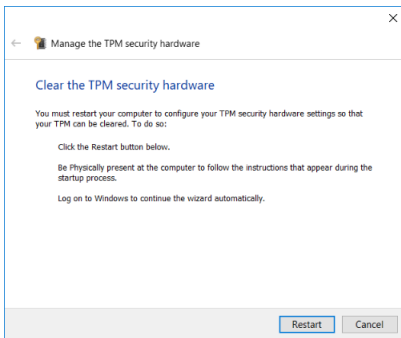 Manage the TPM security hardware
Clear the TPM security hardware
You must restart your computer to configure your TPM security hardware settings so that
your TPM can be cleared. To do so:
Click the Restart button below.
Be Physically present at the computer to follow the instructions that appear during the
startup process.
Log on to Windows to continue the wizard automatically.
Restart Cancel